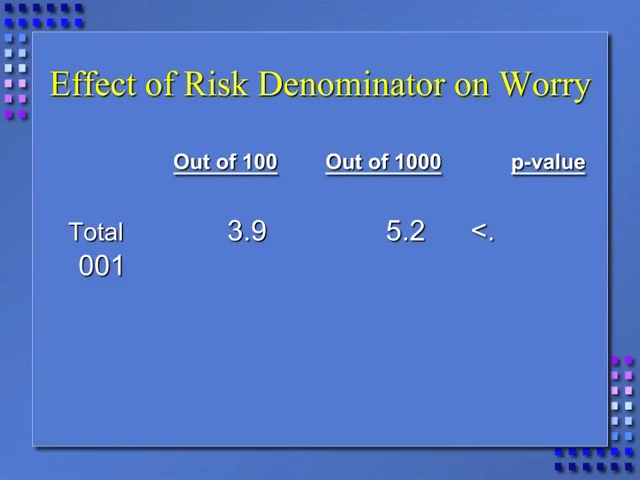 Effect of Risk Denominator on Worry
Out of 100 Out of 1000 p-value
Total 3.9 5.2 <.
001